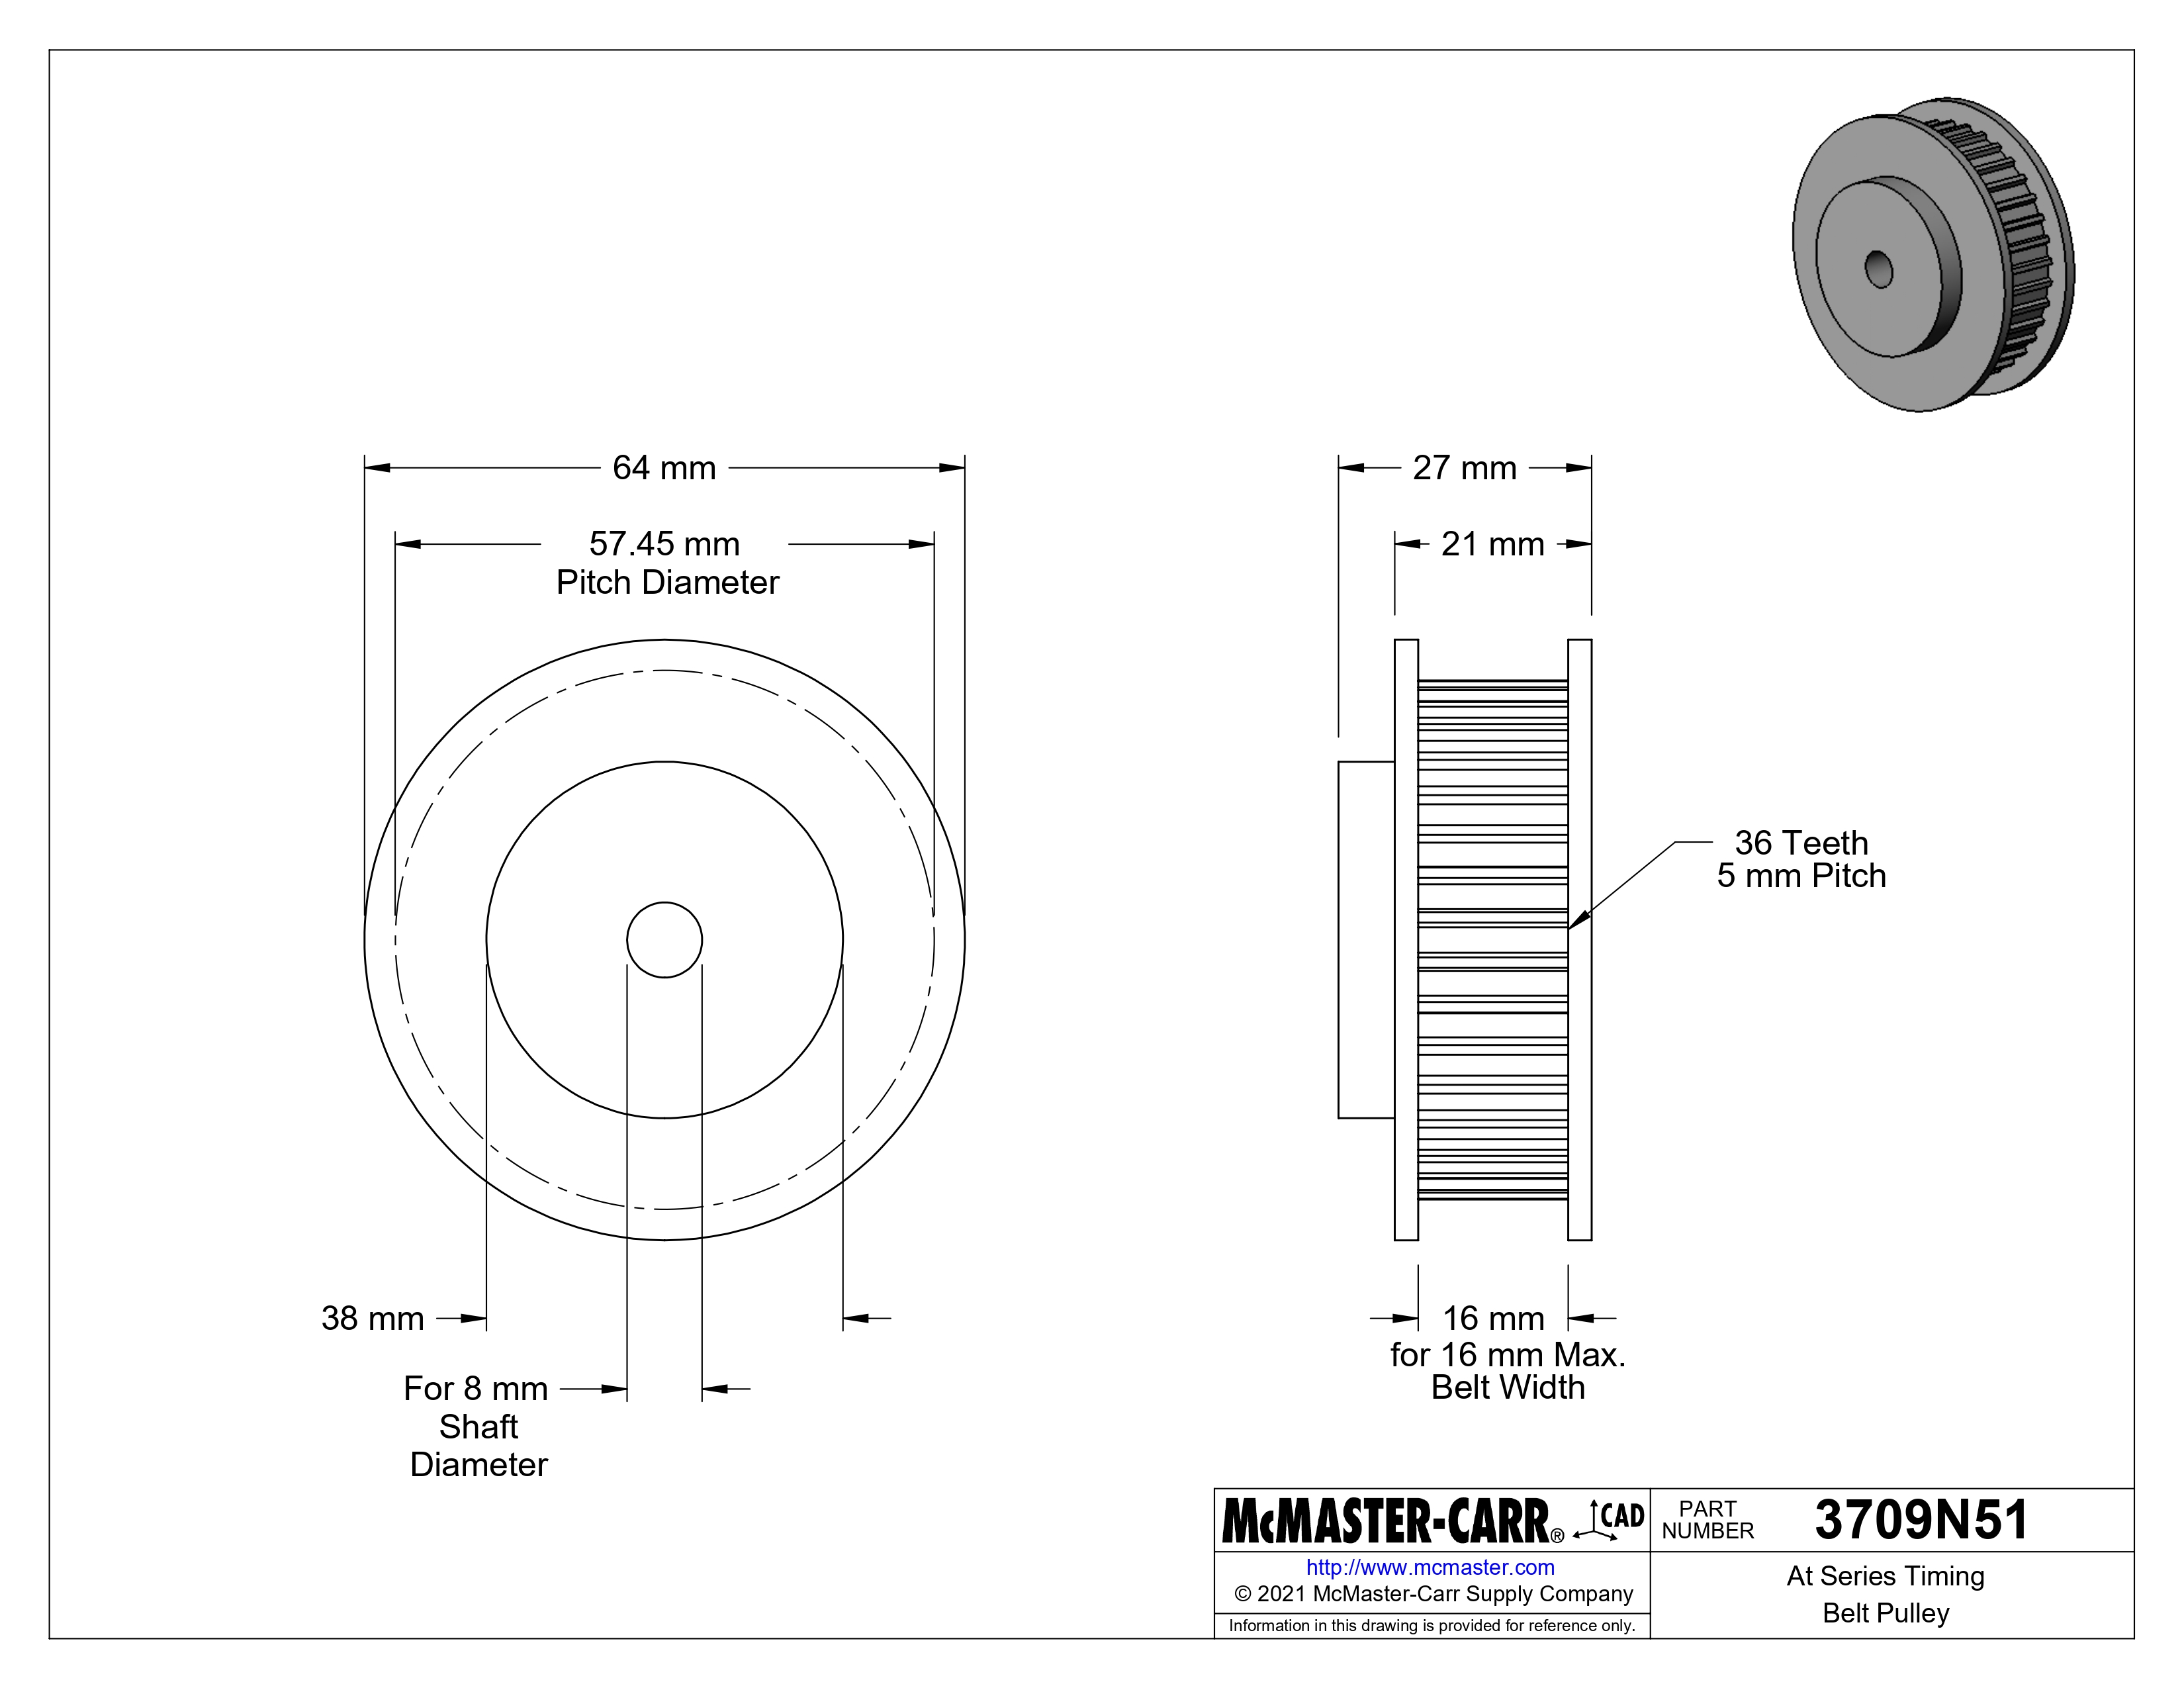 64 mm
57.45 mm
Pitch Diameter
27 mm
21 mm
36 Teeth
5 mm Pitch
38 mm
For 8 mm
Shaft
Diameter
16 mm
for 16 mm Max.
Belt Width
McMASTER-CARR® CAD
http://www.mcmaster.com
© 2021 McMaster-Carr Supply Company
Information in this drawing is provided for reference only.
PART
NUMBER
3709N51
At Series Timing
Belt Pulley